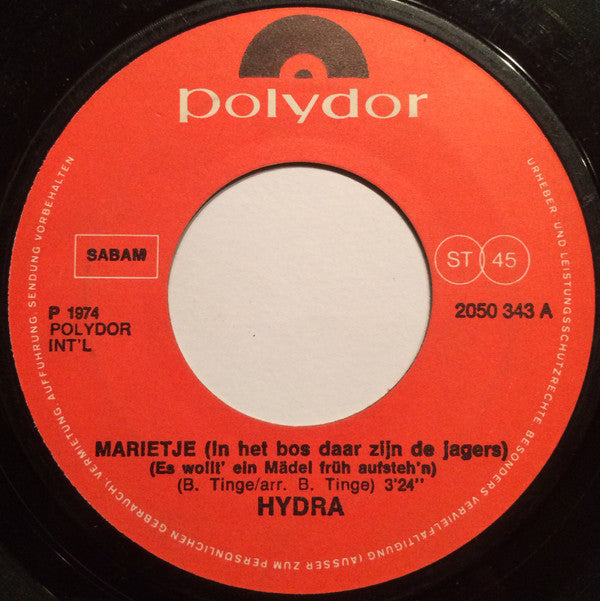 polydor
SABAM
ST 45
P 1974
POLYDOR
INT'L
2050 343 A
MARIETJE (In het bos daar zijn de jagers)
(Es wollt' ein Mädel früh aufsteh'n)
(B. Tinge/arr. B. Tinge) 3'24"
HYDRA
URHEBER- UND LEISTUNGSSCHUTZRECHTE BESONDERS VERVIELFÄLTIGUNG (AUSSER ZUM PERSÖNLICHEN GEBRAUCH), VERMIETUNG, AUFFÜHRUNG, SENDUNG VORBEHALTEN